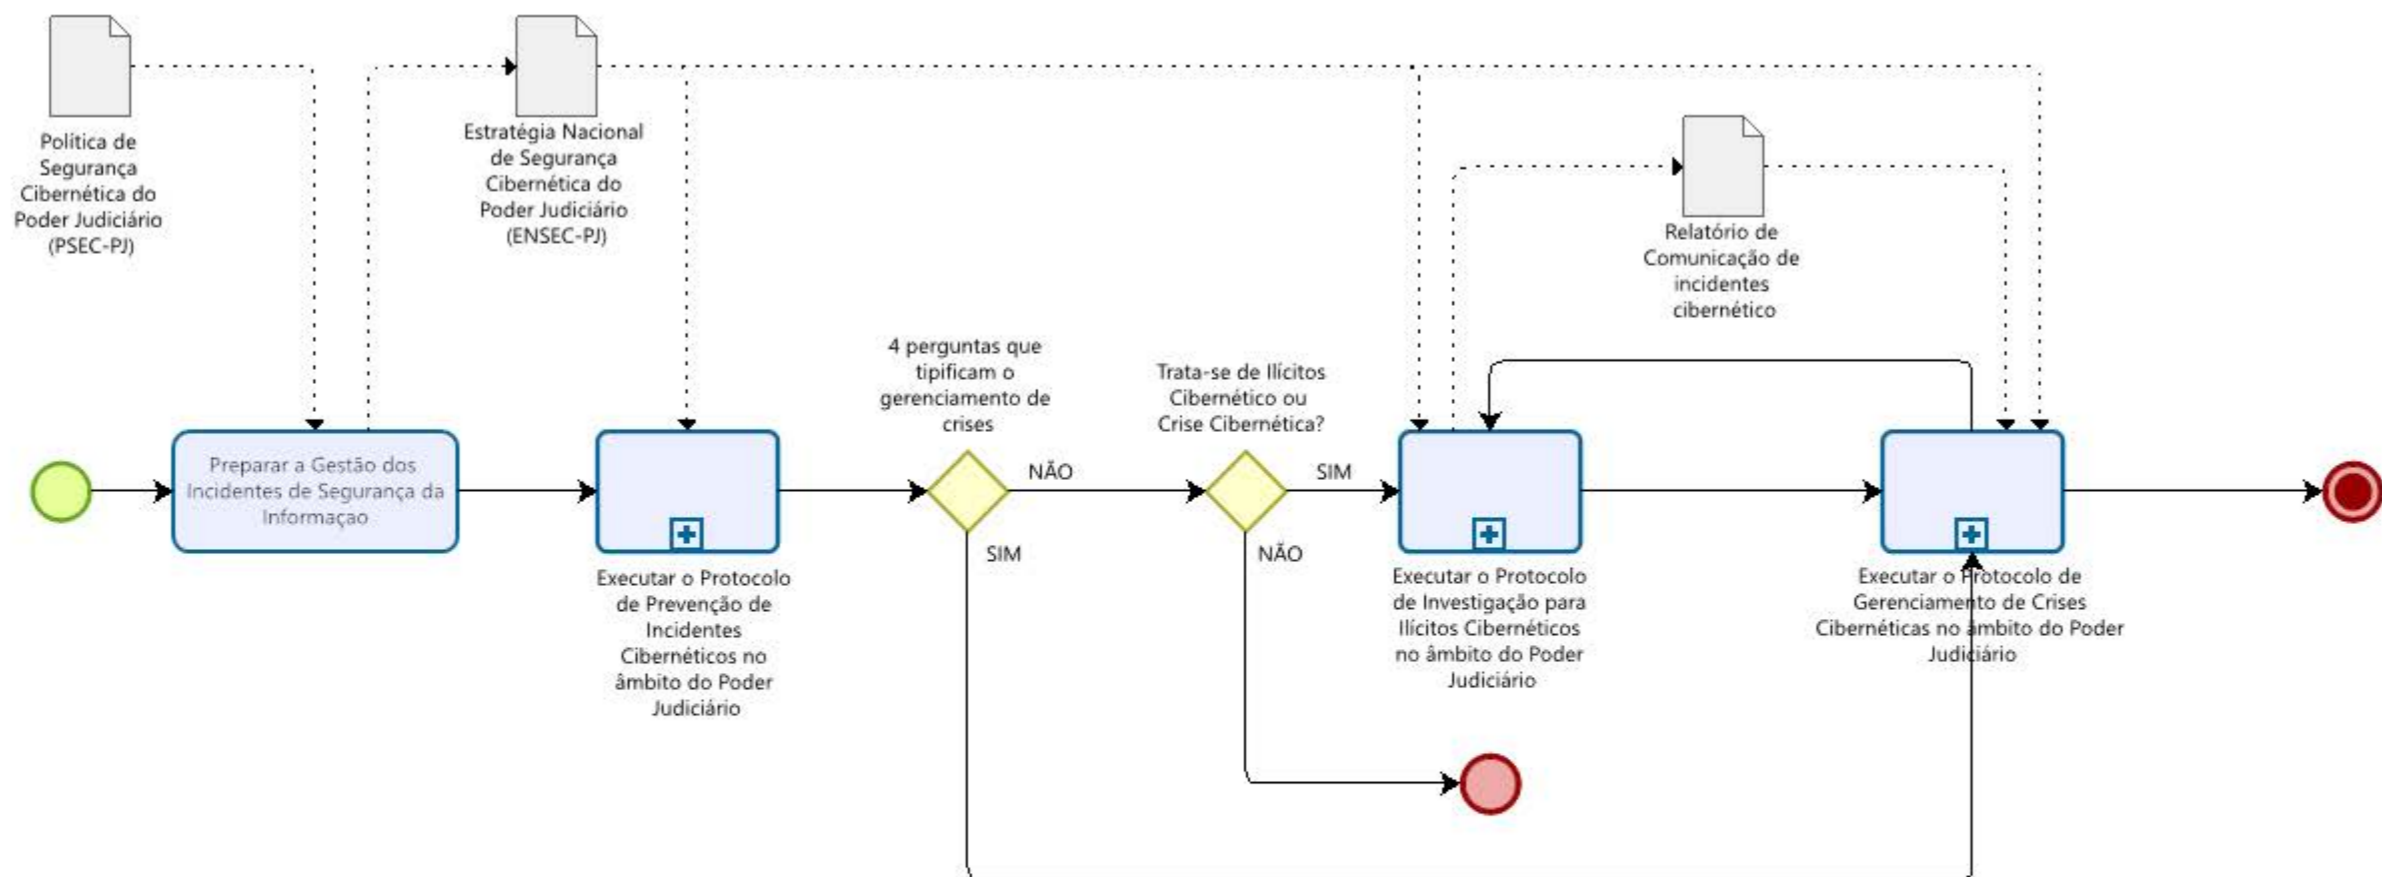 Política de
Segurança
Cibernética do
Poder Judiciário
(PSEC-PJ)
Estratégia Nacional
de Segurança
Cibernética do
Poder Judiciário
(ENSEC-PJ)
Relatório de
Comunicação de
incidentes
cibernético
4 perguntas que
tipificam o
gerenciamento de
crises
Trata-se de Ilícitos
Cibernético ou
Crise Cibernética?
Preparar a Gestão dos
Incidentes de Segurança da
Informaçao
NÃO
SIM
SIM
NÃO
Executar o Protocolo
de Prevenção de
Incidentes
Cibernéticos no
âmbito do Poder
Judiciário
Executar o Protocolo
de Investigação para
Ilícitos Cibernéticos
no âmbito do Poder
Judiciário
Executar o Protocolo de
Gerenciamento de Crises
Cibernéticas no âmbito do Poder
Judiciário